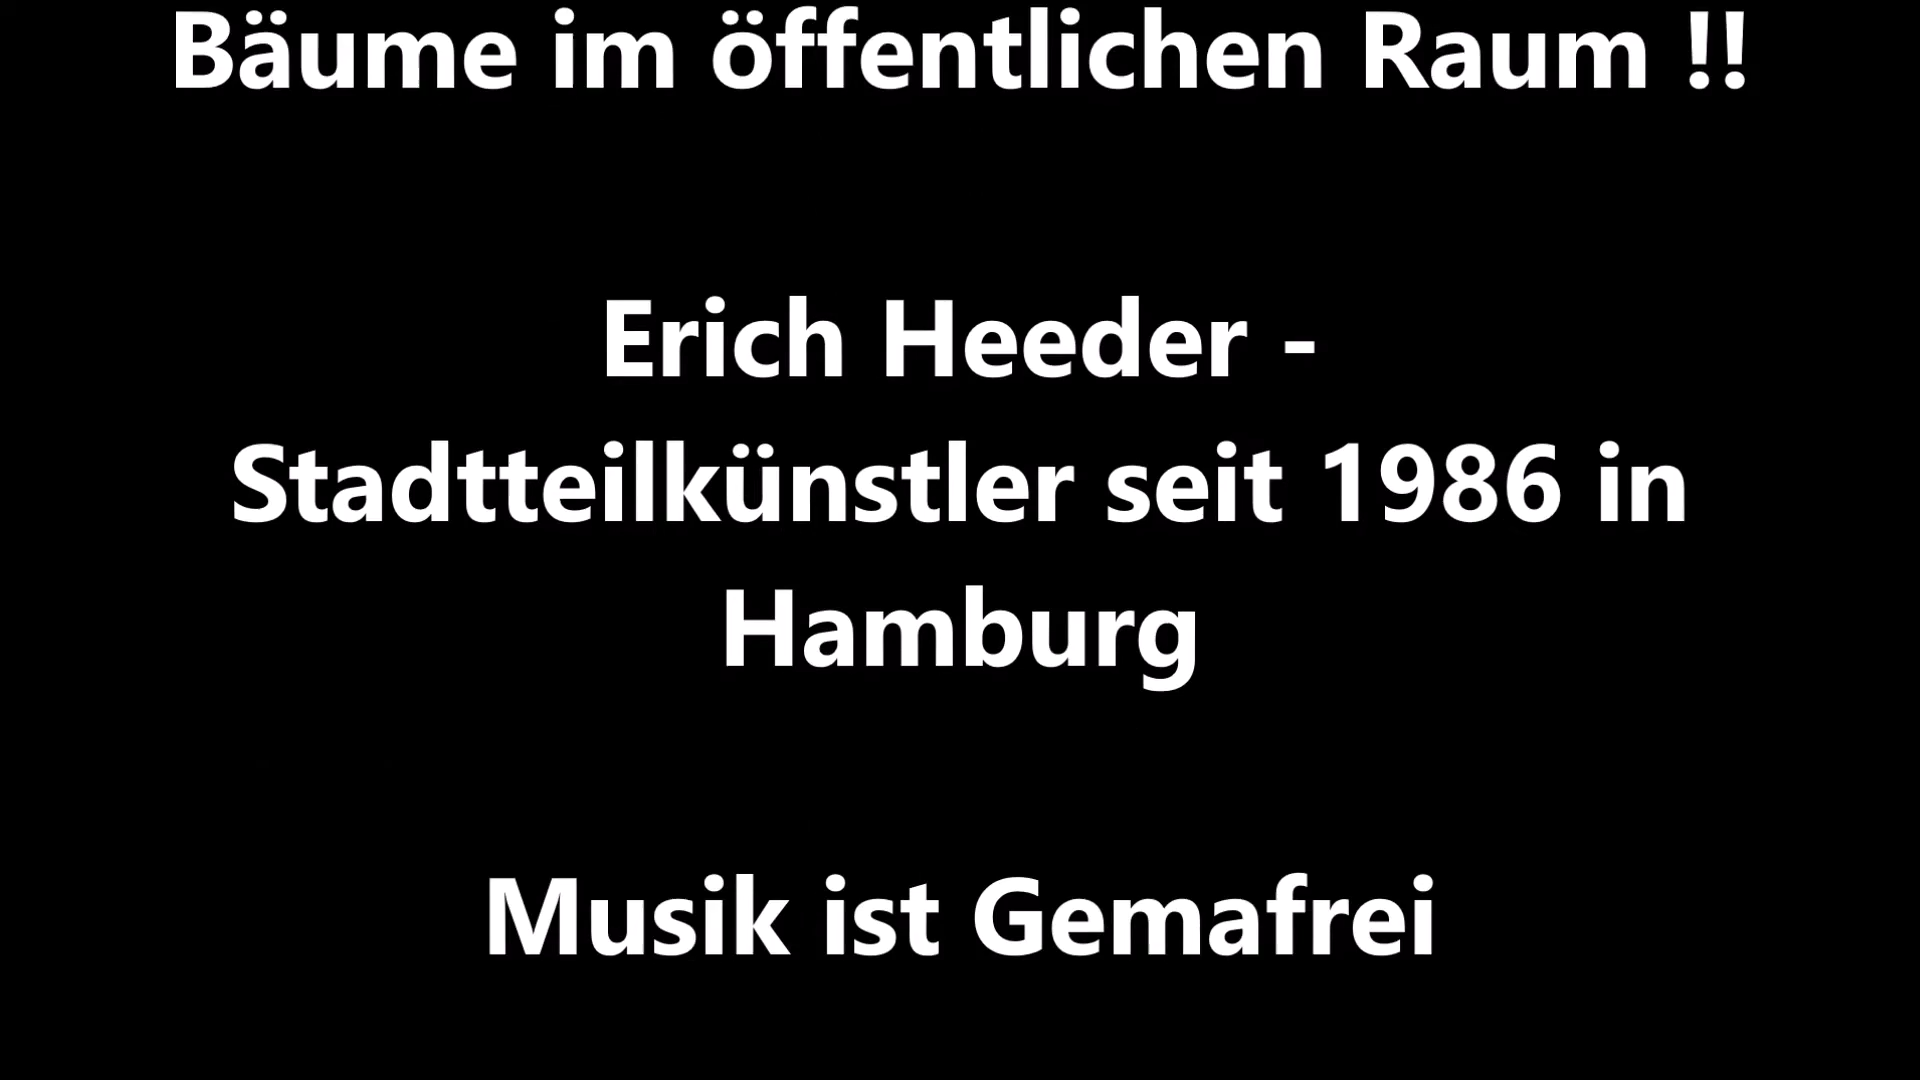 Bäume im öffentlichen Raum !!
Erich Heeder -
Stadtteilkünstler seit 1986 in
Hamburg
Musik ist Gemafrei